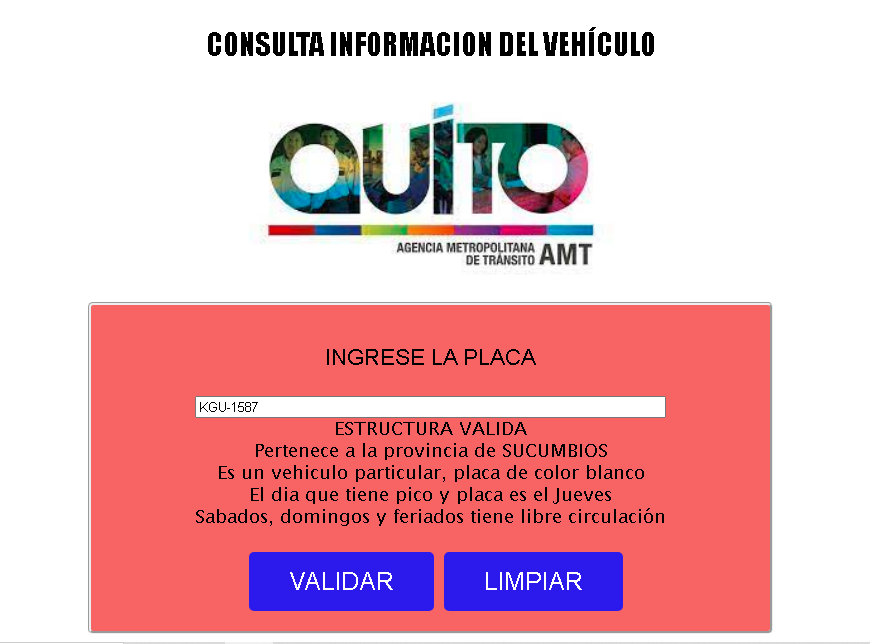 CONSULTA INFORMACION DEL VEHÍCULO
QUÍTO
AGENCIA METROPOLITANA
DE TRÁNSITO AMT
INGRESE LA PLACA
KGU-1587
ESTRUCTURA VALIDA
Pertenece a la provincia de SUCUMBIOS
Es un vehiculo particular, placa de color blanco
El dia que tiene pico y placa es el Jueves
Sabados, domingos y feriados tiene libre circulación
VALIDAR LIMPIAR